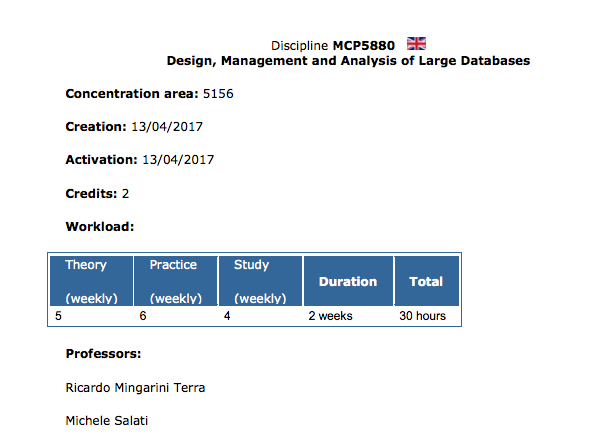 Discipline MCP5880
Design, Management and Analysis of Large Databases
Concentration area: 5156
Creation: 13/04/2017
Activation: 13/04/2017
Credits: 2
Workload:
Theory (weekly) Practice (weekly) Study (weekly) Duration Total
5 6 4 2 weeks 30 hours
Professors:
Ricardo Mingarini Terra
Michele Salati